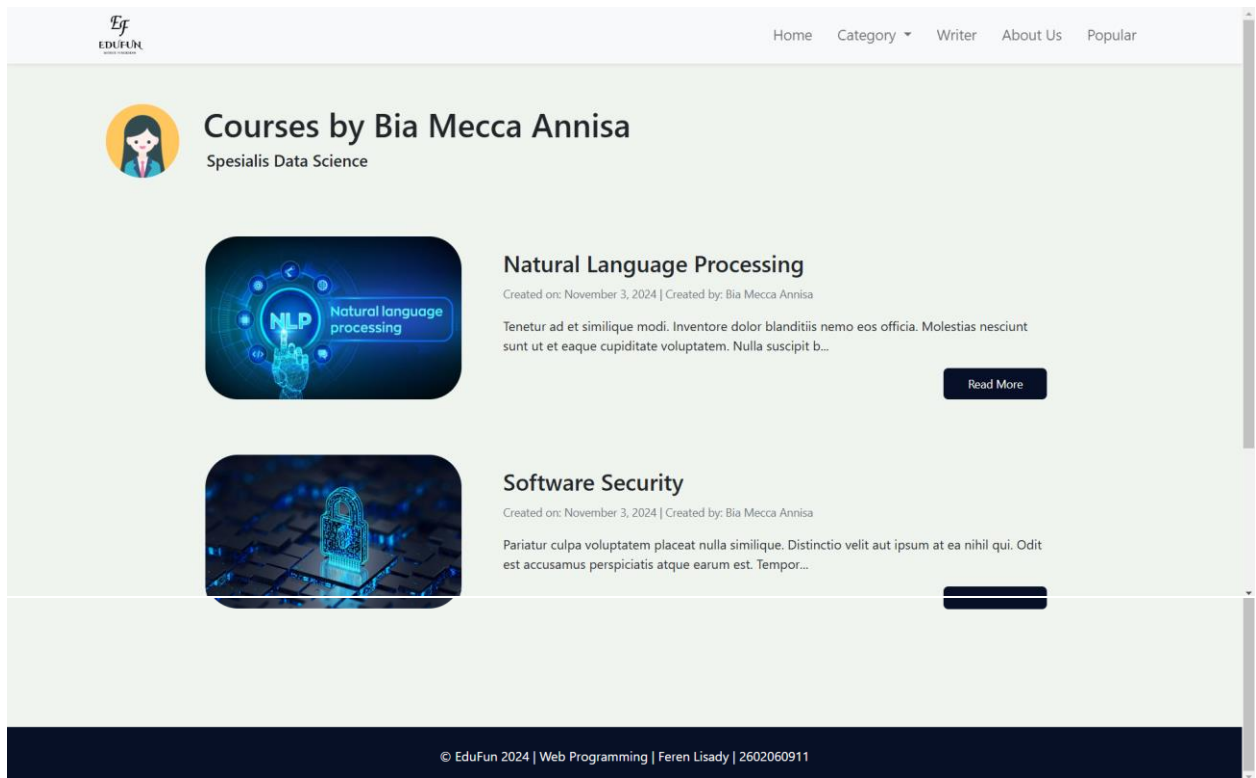 EF
EDUFUN
Home Category Writer About Us Popular
Courses by Bia Mecca Annisa
Spesialis Data Science
NLP
Natural language
processing
Natural Language Processing
Created on: November 3, 2024 | Created by: Bia Mecca Annisa
Tenetur ad et similique modi. Inventore dolor blanditiis nemo eos officia. Molestias nesciunt
sunt ut et eaque cupiditate voluptatem. Nulla suscipit b...
Read More
Software Security
Created on: November 3, 2024 | Created by: Bia Mecca Annisa
Pariatur culpa voluptatem placeat nulla similique. Distinctio velit aut ipsum at ea nihil qui. Odit
est accusamus perspiciatis atque earum est. Tempor...
© EduFun 2024 | Web Programming | Feren Lisady | 2602060911